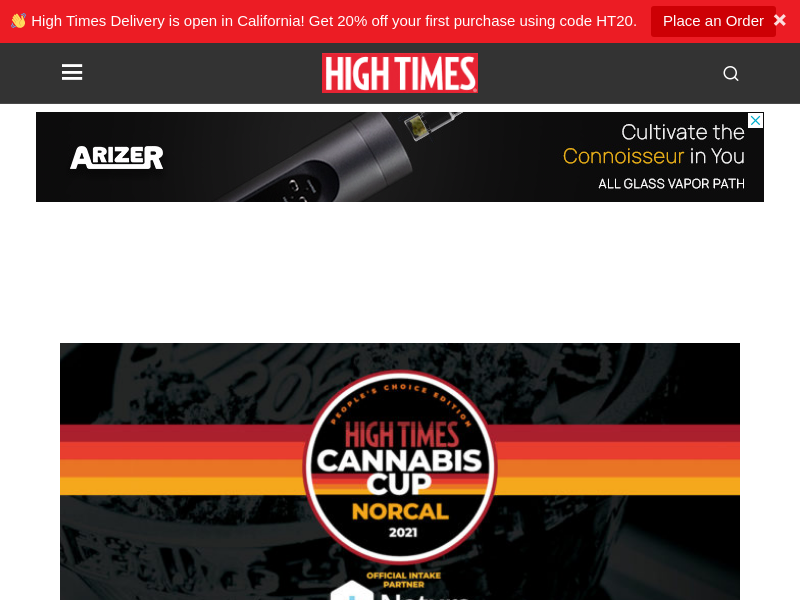 👋 High Times Delivery is open in California! Get 20% off your first purchase using code HT20. Place an Order ×
HIGH TIMES
ARIZER
Cultivate the
Connoisseur in You
ALL GLASS VAPOR PATH
PEOPLE'S CHOICE EDITION
HIGH TIMES
CANNABIS
CUP
NORCAL
2021
OFFICIAL INTAKE
PARTNER